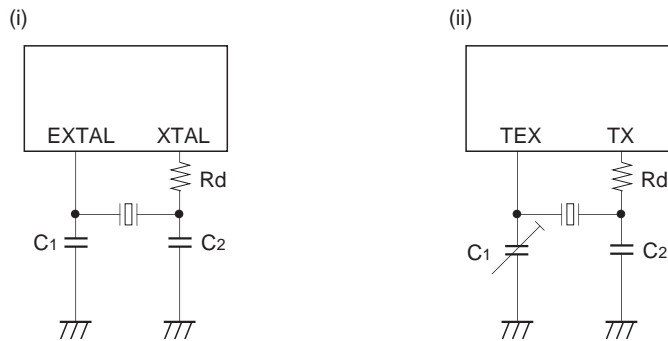 (i)
EXTAL XTAL
Rd
C1 C2
(ii)
TEX TX
Rd
C1 C2